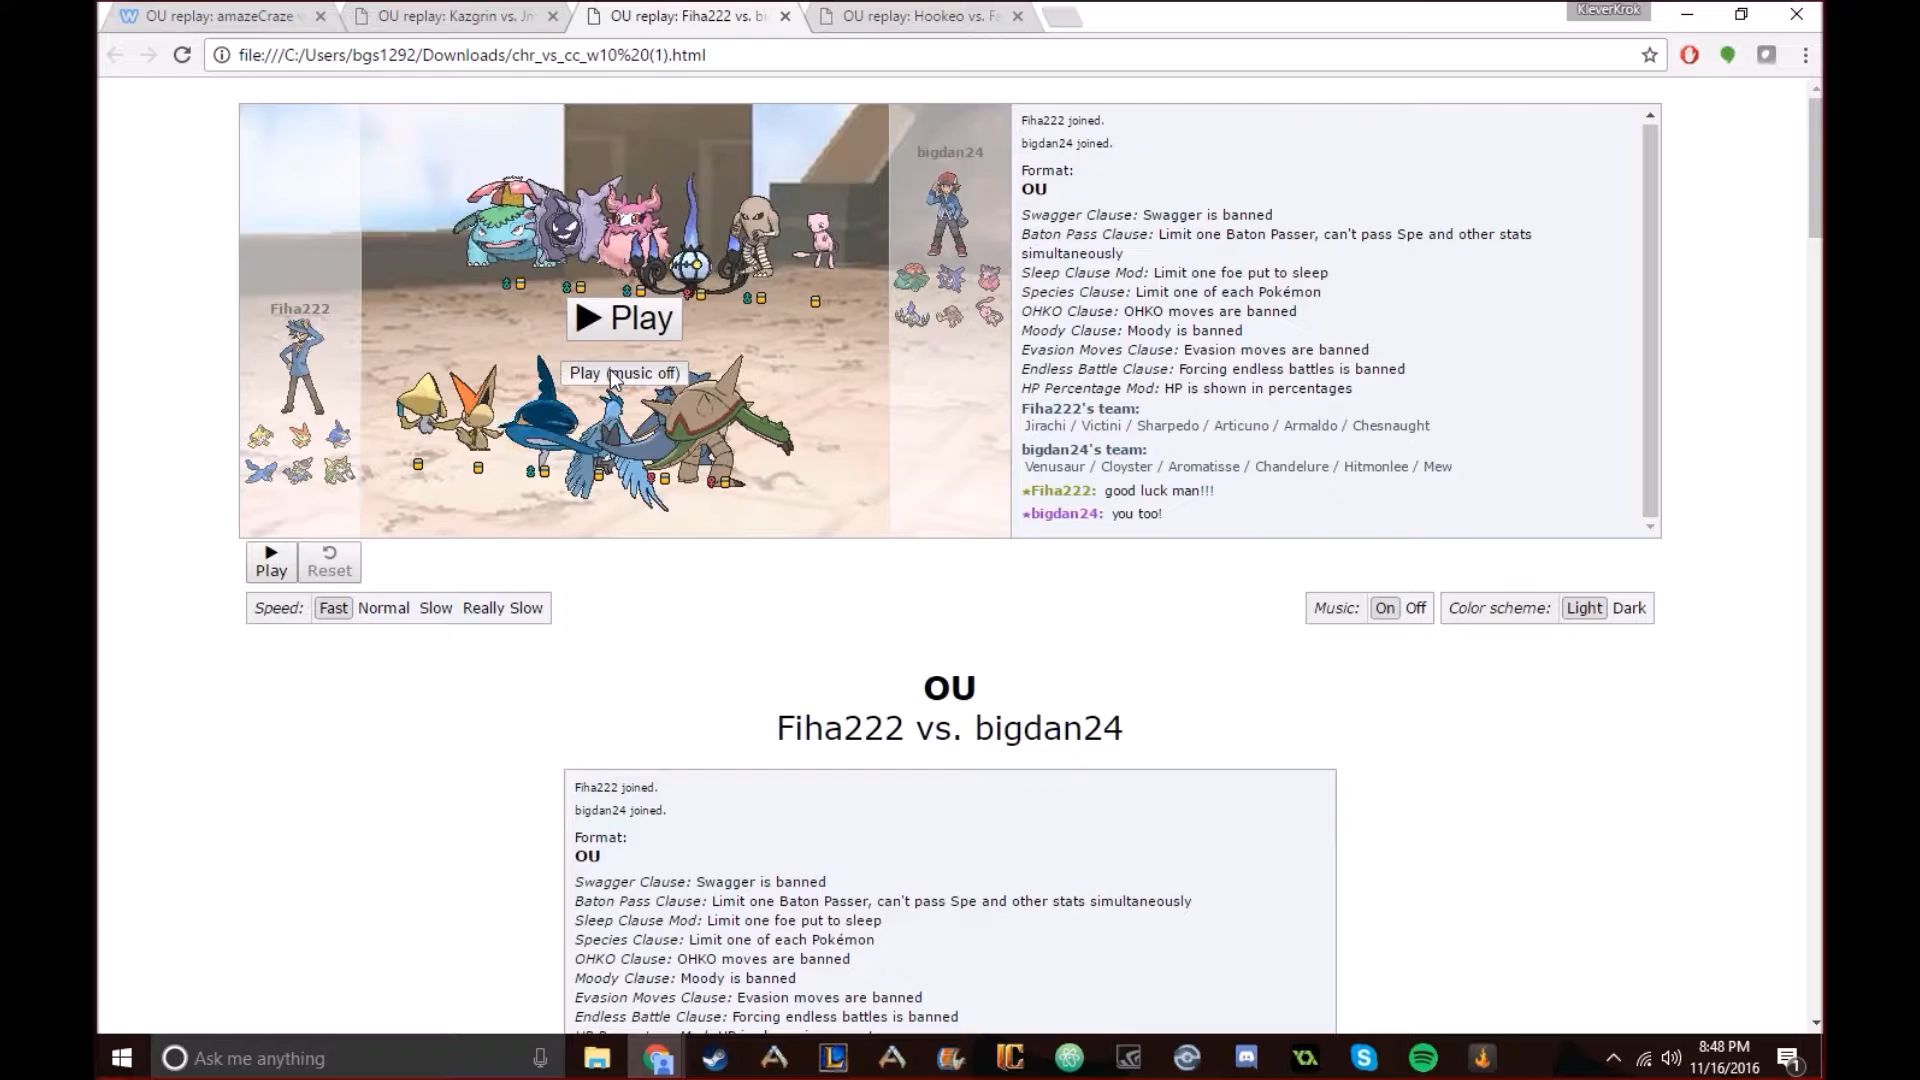 OU replay: amazeCraze
OU replay: Kazgrin vs.
OU replay: Fiha222 vs. bi
OU replay: Hookeo vs.
KleverKrok
file:///C:/Users/bgs1292/Downloads/chr_vs_cc_w10%20(1).html
bigdan24
Fiha222
Play
Play (music off)
Fiha222 joined.
bigdan24 joined.
Format:
OU
Swagger Clause: Swagger is banned
Baton Pass Clause: Limit one Baton Passer, can't pass Spe and other stats
simultaneously
Sleep Clause Mod: Limit one foe put to sleep
Species Clause: Limit one of each Pokémon
OHKO Clause: OHKO moves are banned
Moody Clause: Moody is banned
Evasion Moves Clause: Evasion moves are banned
Endless Battle Clause: Forcing endless battles is banned
HP Percentage Mod: HP is shown in percentages
Fiha222's team:
Jirachi / Victini / Sharpedo / Articuno / Armaldo / Chesnaught
bigdan24's team:
Venusaur / Cloyster / Aromatisse / Chandelure / Hitmonlee / Mew
★Fiha222: good luck man!!!
★bigdan24: you too!
Play Reset
Speed: Fast Normal Slow Really Slow
Music: On Off Color scheme: Light Dark
OU
Fiha222 vs. bigdan24
Fiha222 joined.
bigdan24 joined.
Format:
OU
Swagger Clause: Swagger is banned
Baton Pass Clause: Limit one Baton Passer, can't pass Spe and other stats simultaneously
Sleep Clause Mod: Limit one foe put to sleep
Species Clause: Limit one of each Pokémon
OHKO Clause: OHKO moves are banned
Moody Clause: Moody is banned
Evasion Moves Clause: Evasion moves are banned
Endless Battle Clause: Forcing endless battles is banned
Ask me anything
8:48 PM
11/16/2016
1